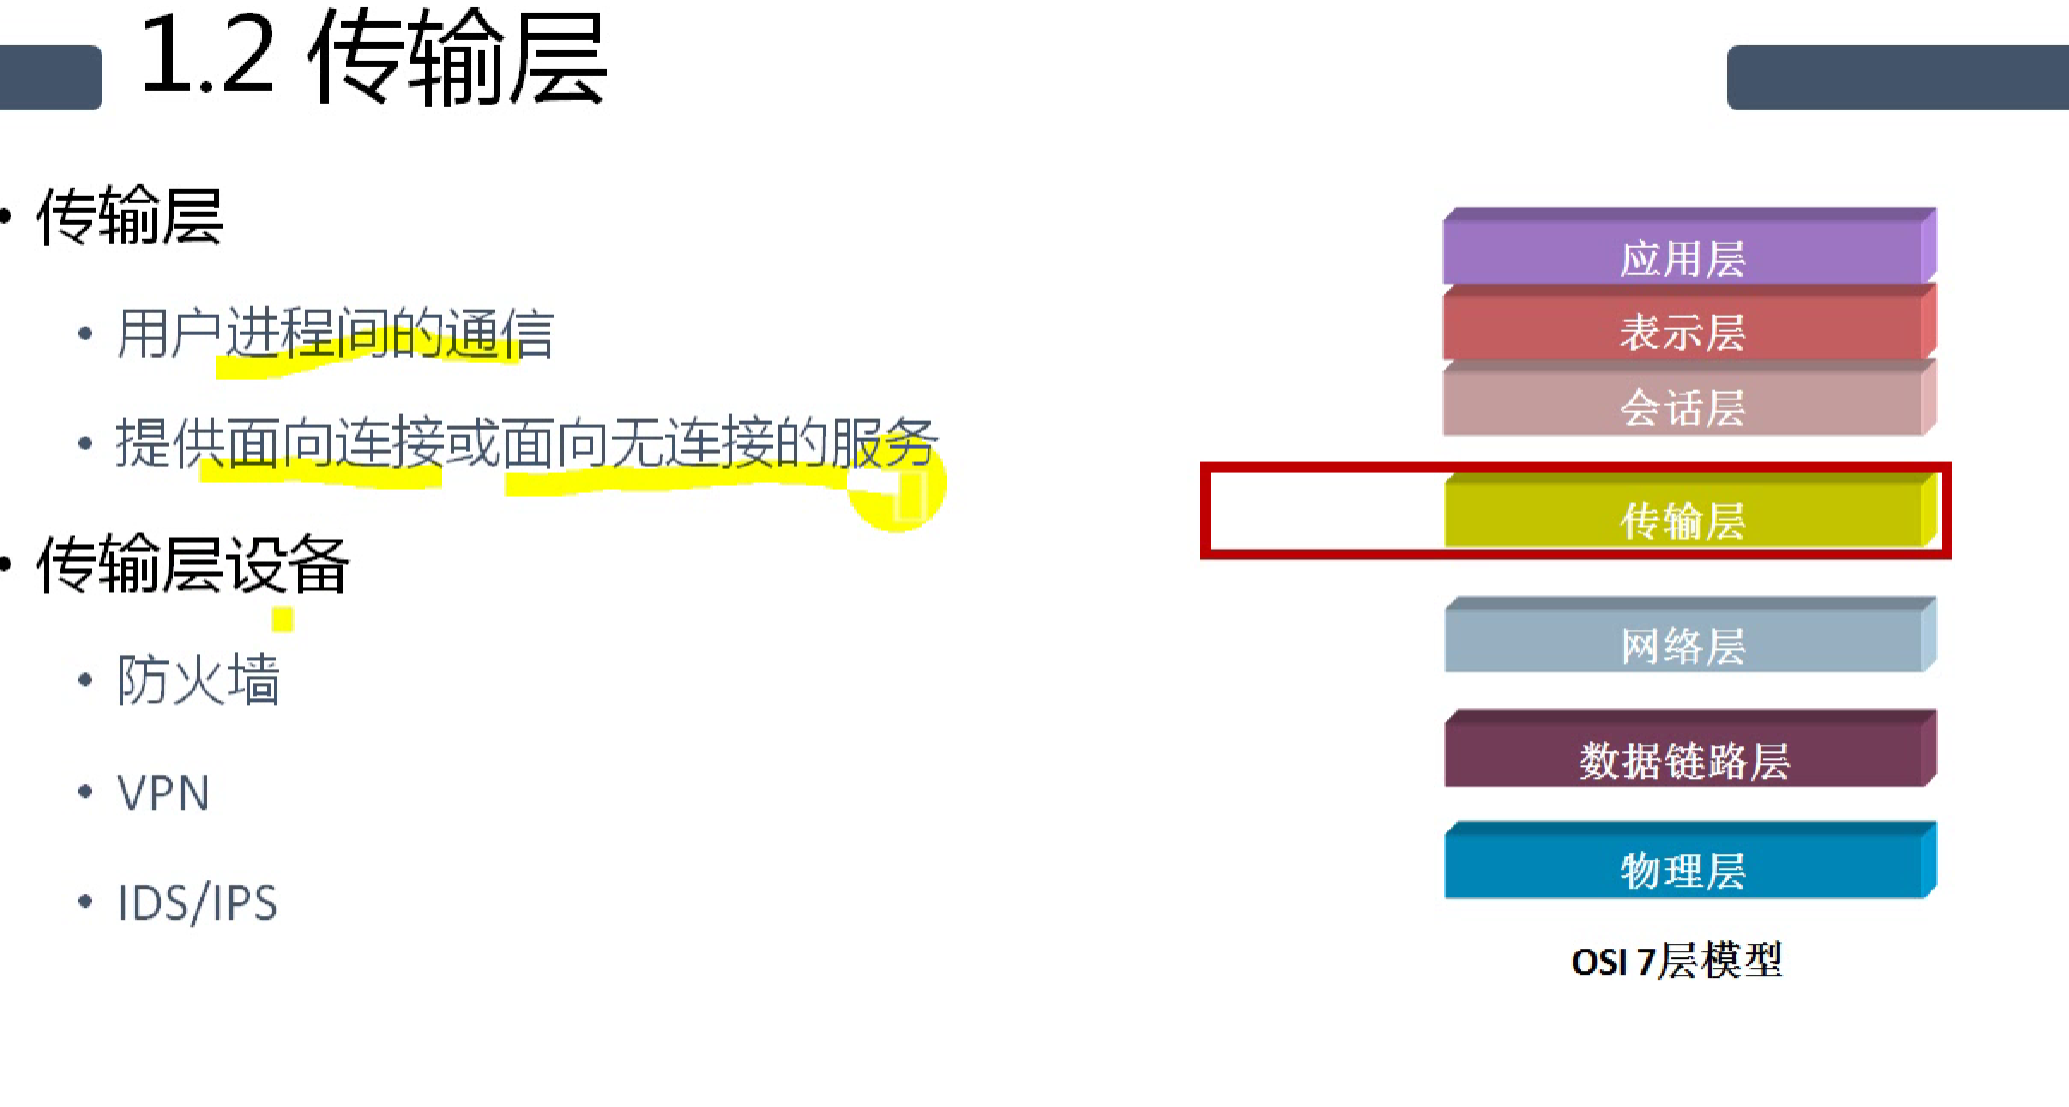 1.2 传输层
• 传输层
• 用户进程间的通信
• 提供面向连接或面向无连接的服务
• 传输层设备
• 防火墙
• VPN
• IDS/IPS
应用层
表示层
会话层
传输层
网络层
数据链路层
物理层
OSI 7层模型